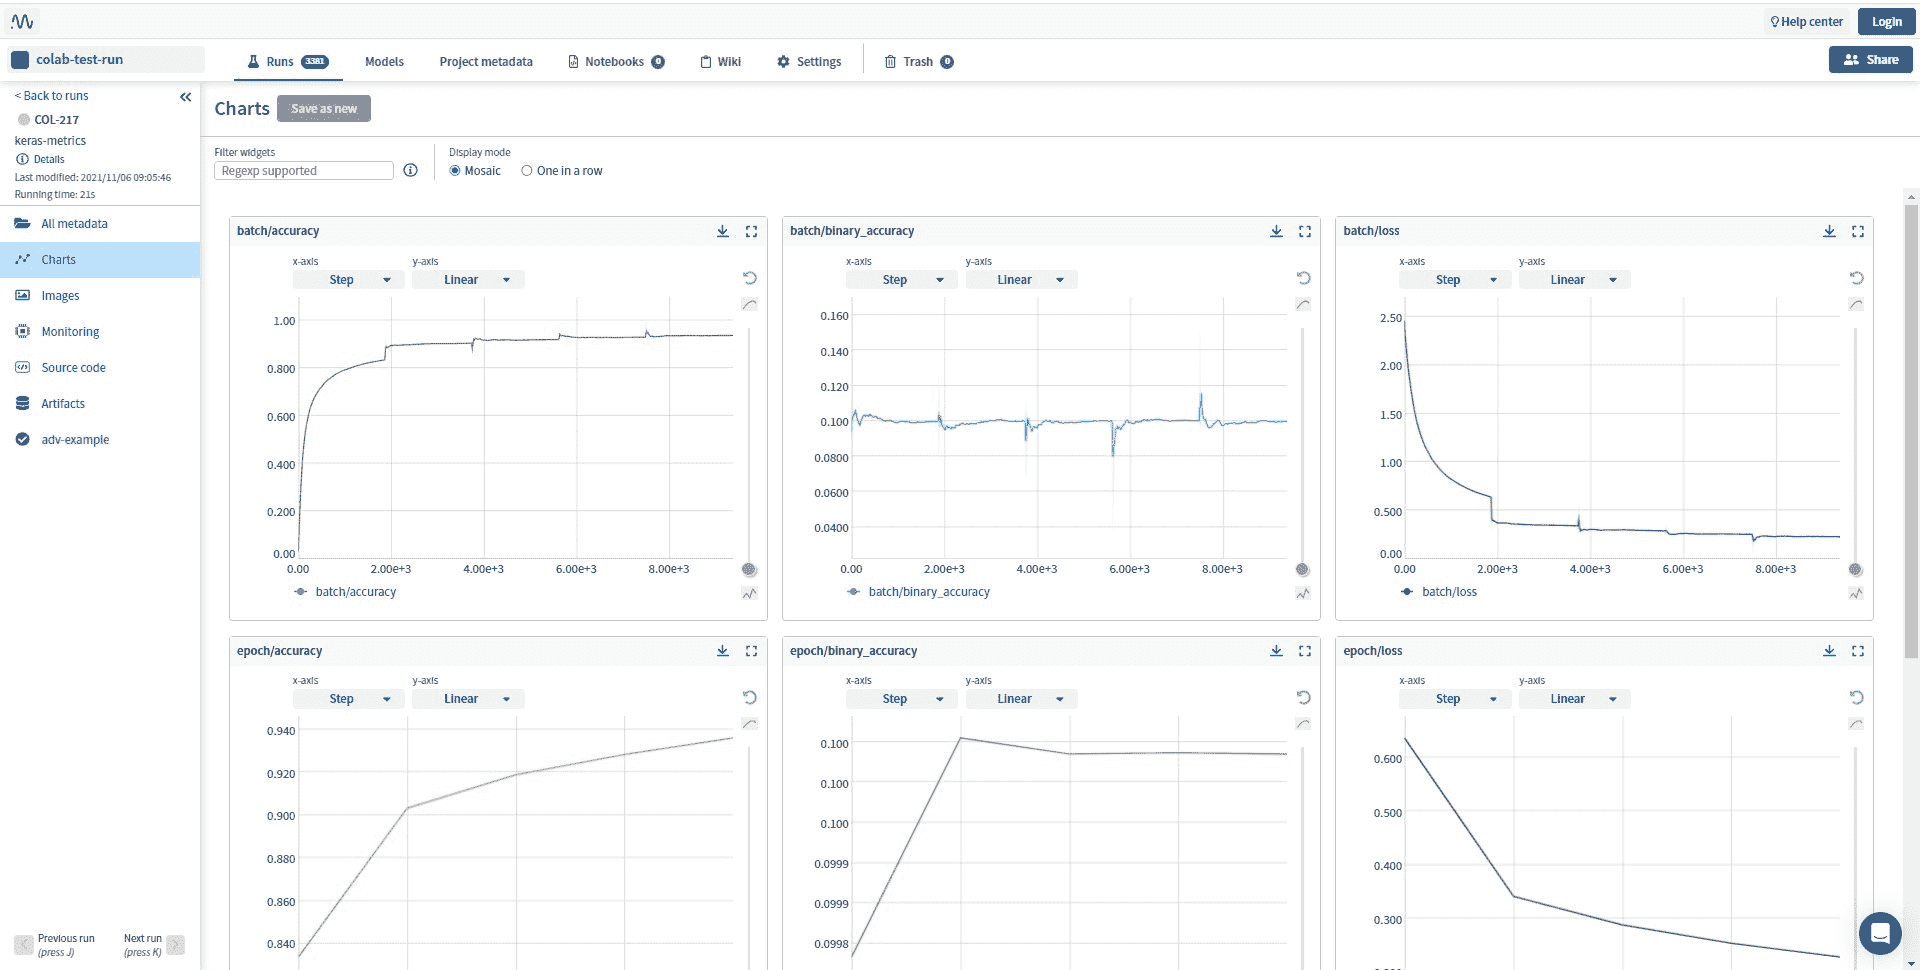 Help center
Login
colab-test-run
Runs 3381
Models
Project metadata
Notebooks 0
Wiki
Settings
Trash 0
Share
< Back to runs
COL-217
keras-metrics
Details
Last modified: 2021/11/06 09:05:46
Running time: 21s
All metadata
Charts
Images
Monitoring
Source code
Artifacts
adv-example
Previous run
(press J)
Next run
(press K)
Charts
Save as new
Filter widgets
Regexp supported
Display mode
Mosaic
One in a row
batch/accuracy
x-axis
y-axis
Step
Linear
1.00
0.800
0.600
0.400
0.200
0.00
0.00 2.00e+3 4.00e+3 6.00e+3 8.00e+3
batch/accuracy
batch/binary_accuracy
x-axis
y-axis
Step
Linear
0.160
0.140
0.120
0.100
0.0800
0.0600
0.0400
0.00 2.00e+3 4.00e+3 6.00e+3 8.00e+3
batch/binary_accuracy
batch/loss
x-axis
y-axis
Step
Linear
2.50
2.00
1.50
1.00
0.500
0.00
0.00 2.00e+3 4.00e+3 6.00e+3 8.00e+3
batch/loss
epoch/accuracy
x-axis
y-axis
Step
Linear
0.940
0.920
0.900
0.880
0.860
0.840
epoch/binary_accuracy
x-axis
y-axis
Step
Linear
0.100
0.100
0.100
0.0999
0.0999
0.0998
epoch/loss
x-axis
y-axis
Step
Linear
0.600
0.500
0.400
0.300